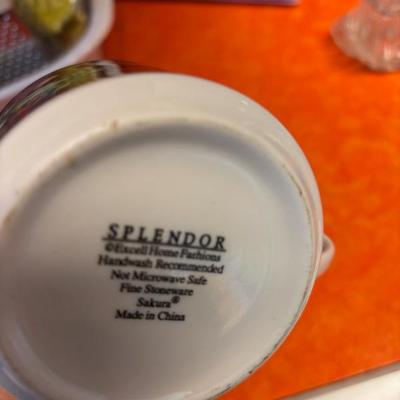 SPLENDOR
©Excell Home Fashions
Handwash Recommended
Not Microwave Safe
Fine Stoneware
Sakura®
Made in China